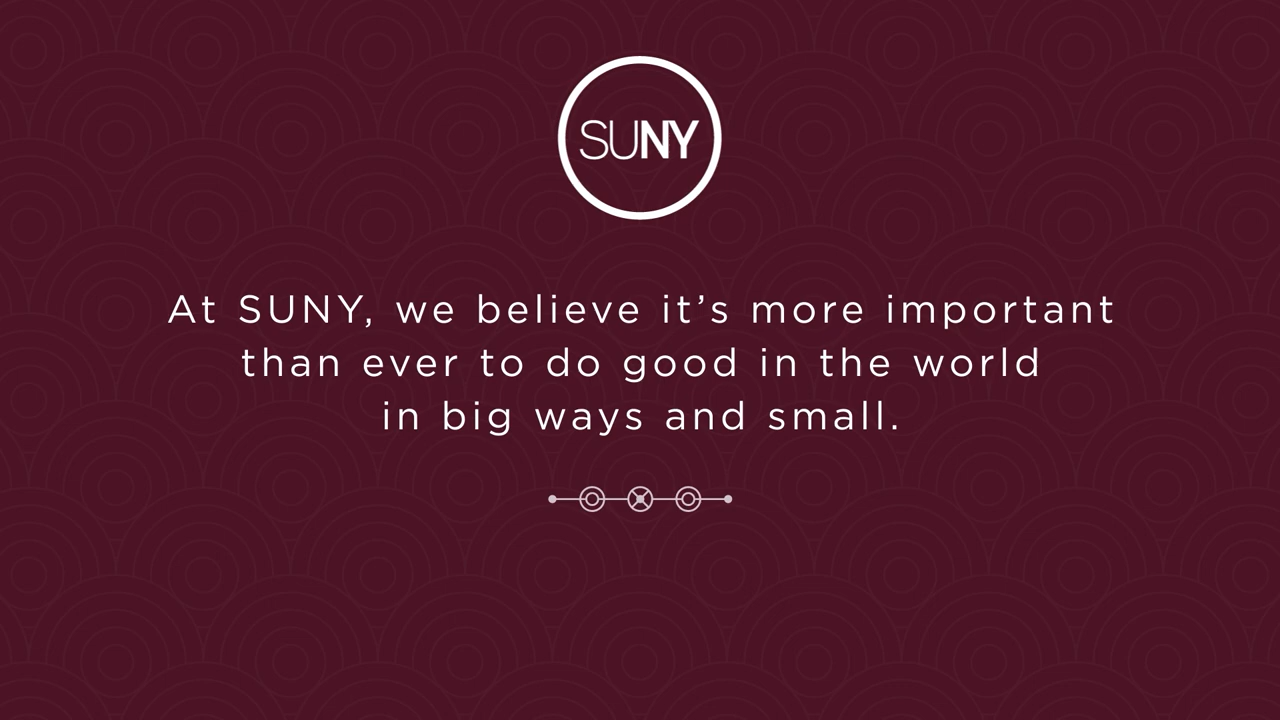 SUNY
At SUNY, we believe it’s more important
than ever to do good in the world
in big ways and small.